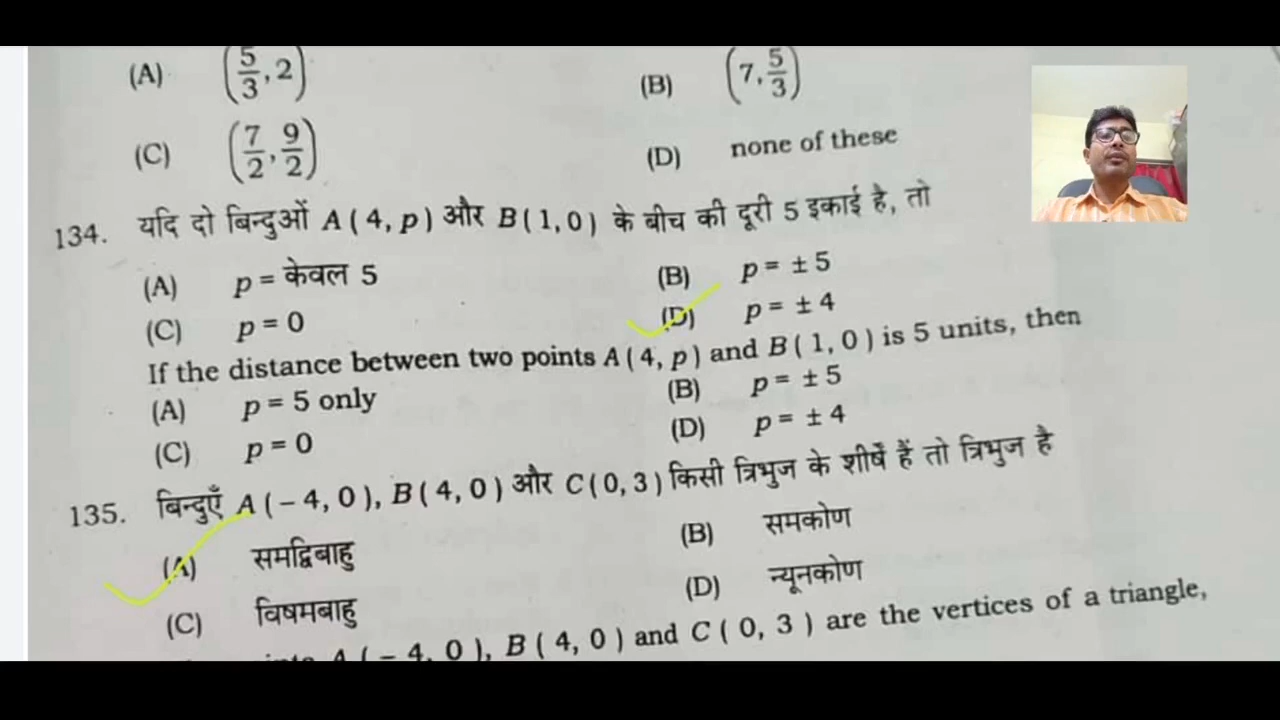 (A) (5/3, 2) (B) (7, 5/3)
(C) (7/2, 9/2) (D) none of these
134. यदि दो बिन्दुओं A ( 4, p ) और B ( 1, 0 ) के बीच की दूरी 5 इकाई है, तो
(A) p = केवल 5 (B) p = ± 5
(C) p = 0 (D) p = ± 4
If the distance between two points A ( 4, p ) and B ( 1, 0 ) is 5 units, then
(A) p = 5 only (B) p = ± 5
(C) p = 0 (D) p = ± 4
135. बिन्दुएँ A ( – 4, 0 ), B ( 4, 0 ) और C ( 0, 3 ) किसी त्रिभुज के शीर्ष हैं तो त्रिभुज है
(A) समद्विबाहु (B) समकोण
(C) विषमबाहु (D) न्यूनकोण
A ( – 4, 0 ), B ( 4, 0 ) and C ( 0, 3 ) are the vertices of a triangle,